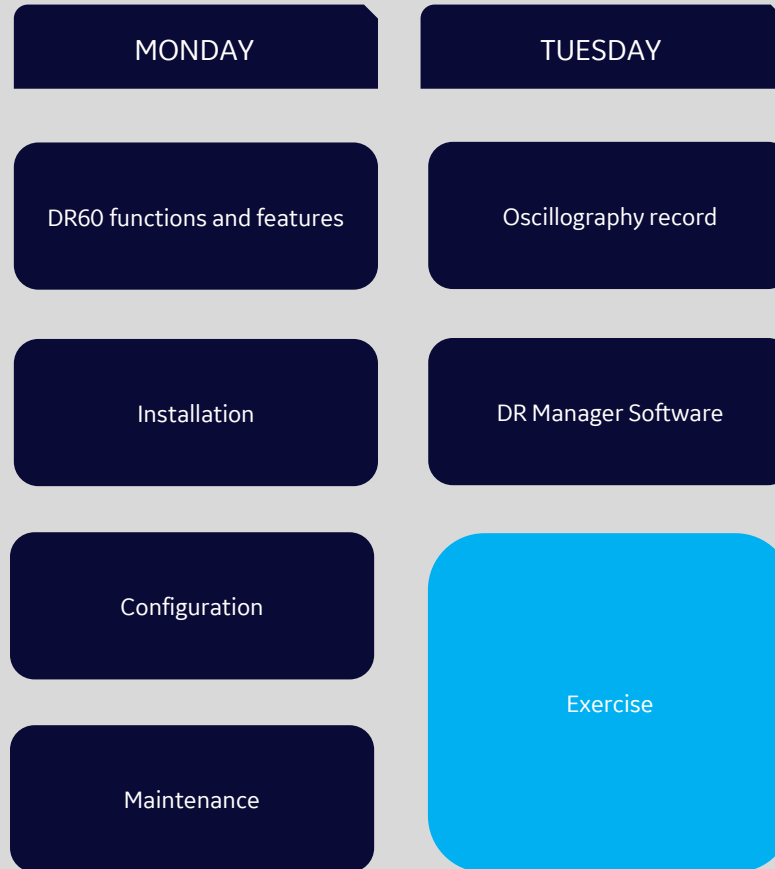 MONDAY
TUESDAY
DR60 functions and features
Oscillography record
Installation
DR Manager Software
Configuration
Exercise
Maintenance